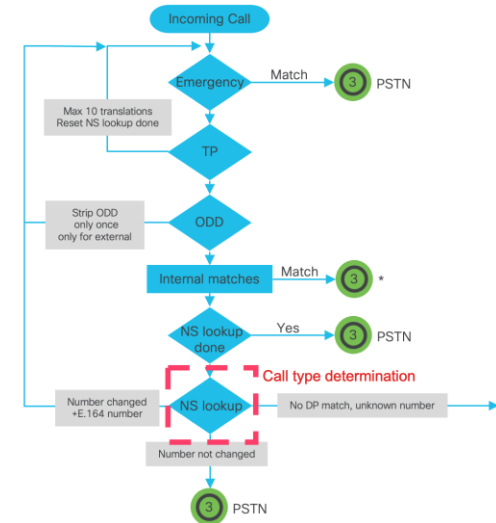 Incoming Call
Emergency
Match
3
PSTN
Max 10 translations
Reset NS lookup done
TP
Strip ODD
only once
only for external
ODD
Internal matches
Match
3
*
NS lookup
done
Yes
3
PSTN
Call type determination
Number changed
+E.164 number
NS lookup
No DP match, unknown number
Number not changed
3
PSTN